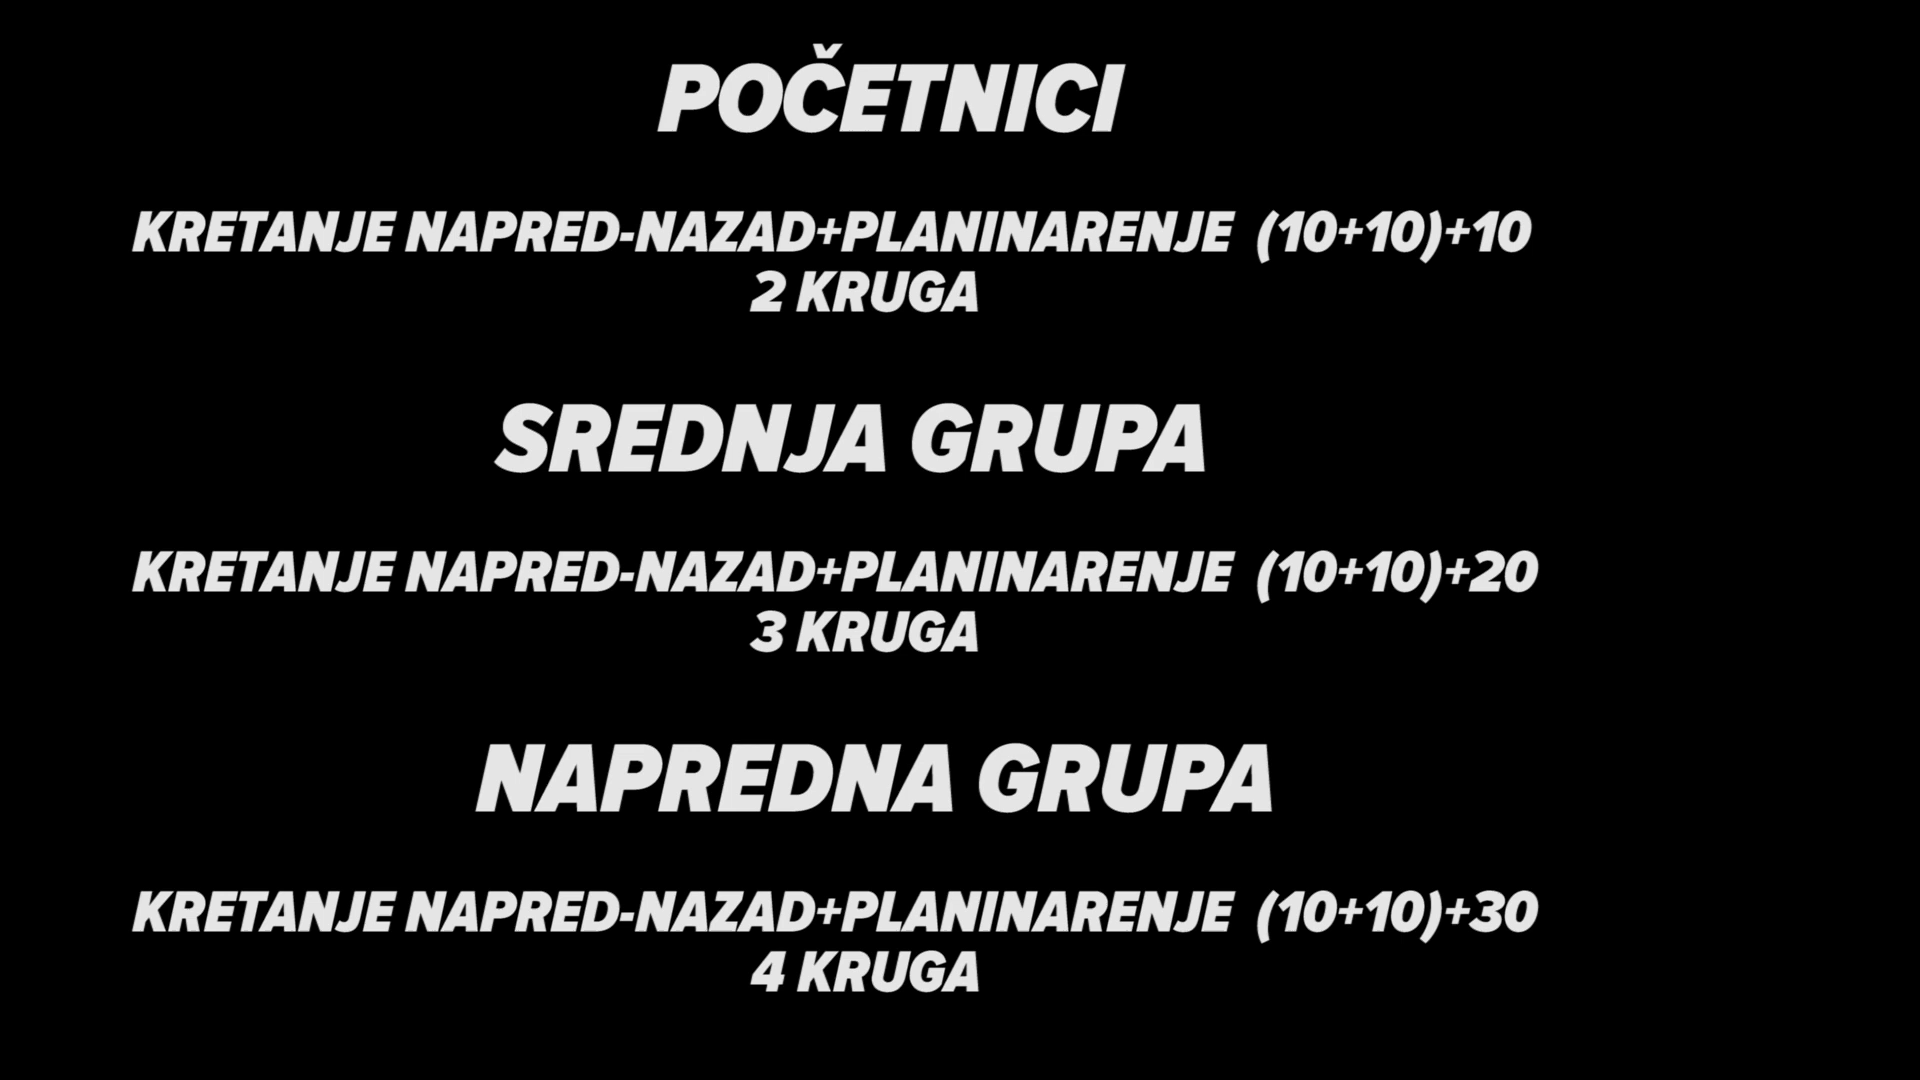 POČETNICI
KRETANJE NAPRED-NAZAD+PLANINARENJE (10+10)+10
2 KRUGA
SREDNJA GRUPA
KRETANJE NAPRED-NAZAD+PLANINARENJE (10+10)+20
3 KRUGA
NAPREDNA GRUPA
KRETANJE NAPRED-NAZAD+PLANINARENJE (10+10)+30
4 KRUGA